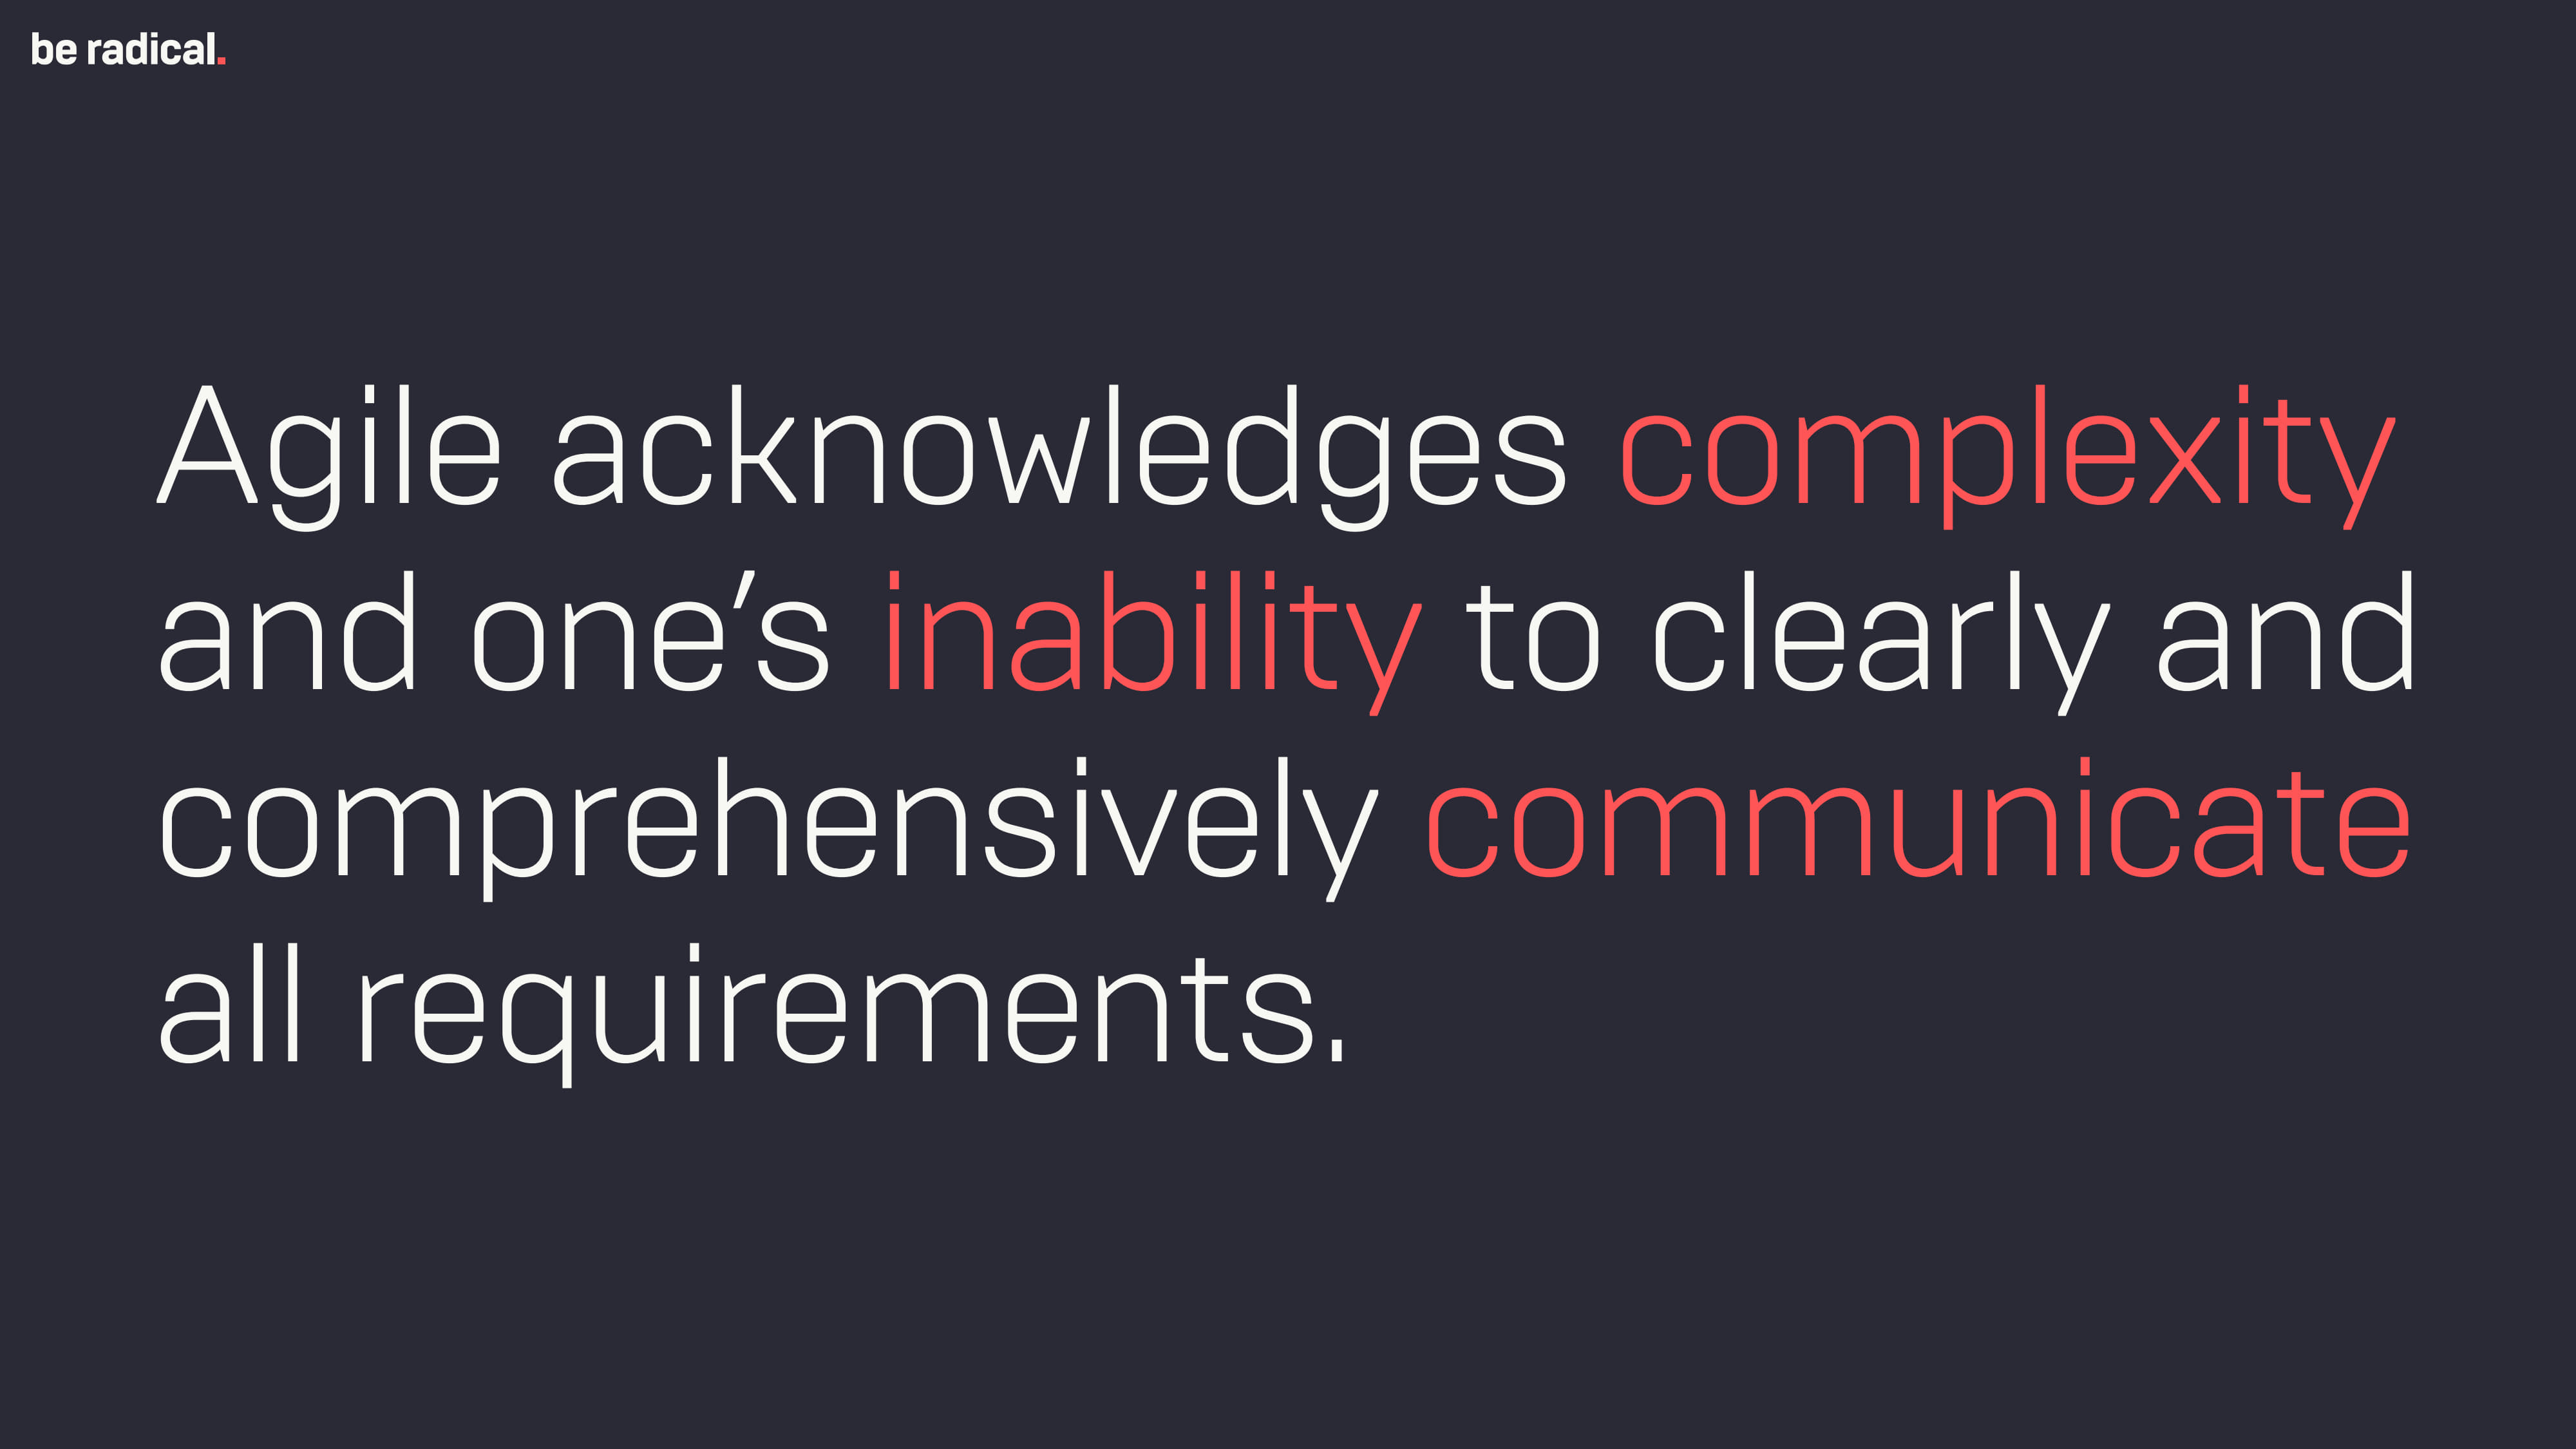 be radical.
Agile acknowledges complexity
and one’s inability to clearly and
comprehensively communicate
all requirements.